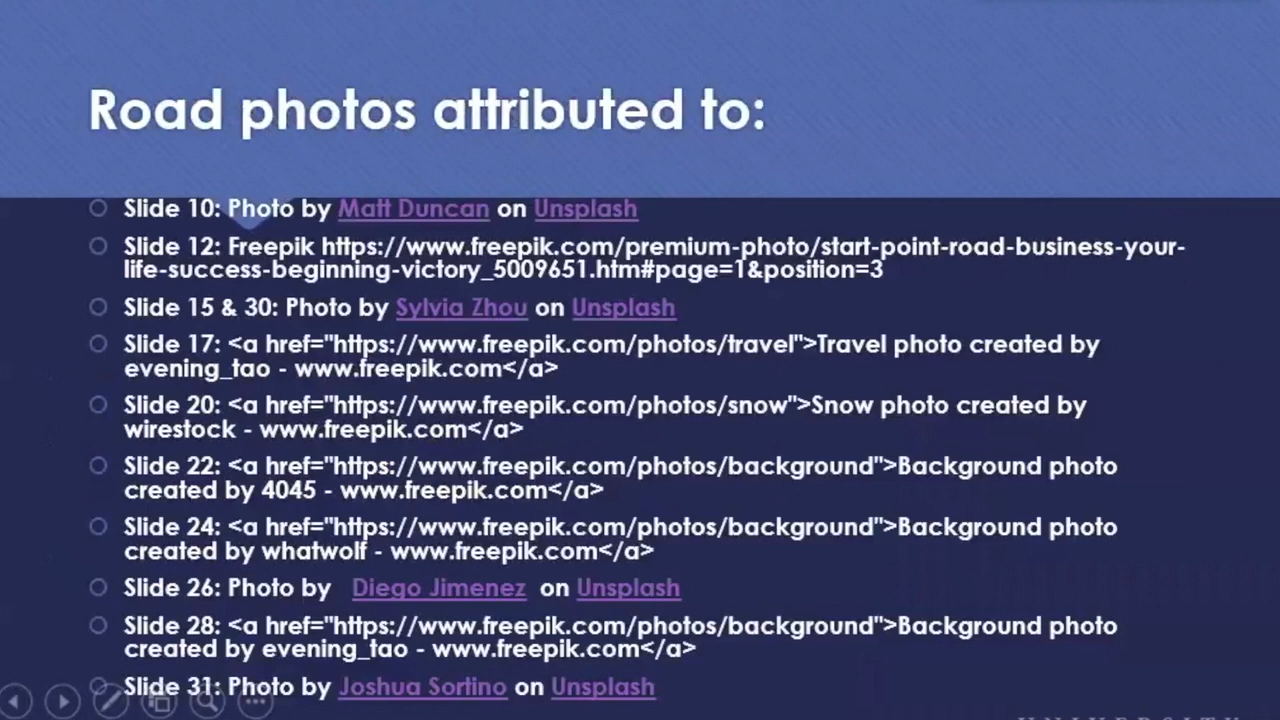 Road photos attributed to:
Slide 10: Photo by Matt Duncan on Unsplash
Slide 12: Freepik https://www.freepik.com/premium-photo/start-point-road-business-your-
life-success-beginning-victory_5009651.htm#page=1&position=3
Slide 15 & 30: Photo by Sylvia Zhou on Unsplash
Slide 17: <a href="https://www.freepik.com/photos/travel">Travel photo created by
evening_tao - www.freepik.com</a>
Slide 20: <a href="https://www.freepik.com/photos/snow">Snow photo created by
wirestock - www.freepik.com</a>
Slide 22: <a href="https://www.freepik.com/photos/background">Background photo
created by 4045 - www.freepik.com</a>
Slide 24: <a href="https://www.freepik.com/photos/background">Background photo
created by whatwolf - www.freepik.com</a>
Slide 26: Photo by Diego Jimenez on Unsplash
Slide 28: <a href="https://www.freepik.com/photos/background">Background photo
created by evening_tao - www.freepik.com</a>
Slide 31: Photo by Joshua Sortino on Unsplash